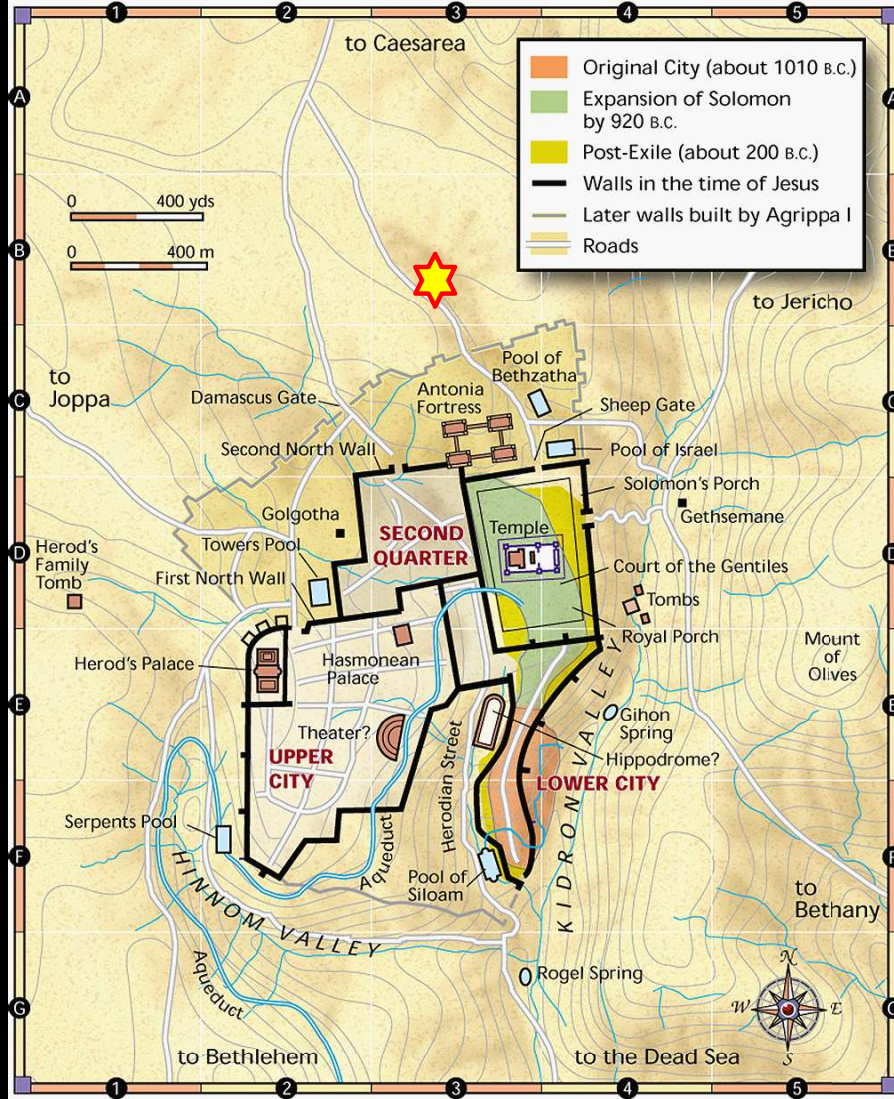 1 2 3 4 5
to Caesarea
Original City (about 1010 B.C.)
Expansion of Solomon
by 920 B.C.
Post-Exile (about 200 B.C.)
Walls in the time of Jesus
Later walls built by Agrippa I
Roads
A
A
0 400 yds
0 400 m
B
to Jericho
to
Joppa
Pool of
Bethzatha
Damascus Gate
Antonia
Fortress
Sheep Gate
C
C
Second North Wall
Pool of Israel
Solomon's Porch
Golgotha
SECOND
QUARTER
Temple
Gethsemane
Towers Pool
Herod's
Family
Tomb
D
D
First North Wall
Court of the Gentiles
Tombs
Royal Porch
Herod's Palace
Hasmonean
Palace
Mount
of
Olives
E
E
Gihon
Spring
Theater?
Hippodrome?
UPPER
CITY
Herodian Street
LOWER CITY
KIDRON VALLEY
Serpents Pool
F
F
Aqueduct
Pool of
Siloam
HINNOM VALLEY
to
Bethany
Aqueduct
Rogel Spring
N
W E
S
G
G
to Bethlehem
to the Dead Sea
1 2 3 4 5